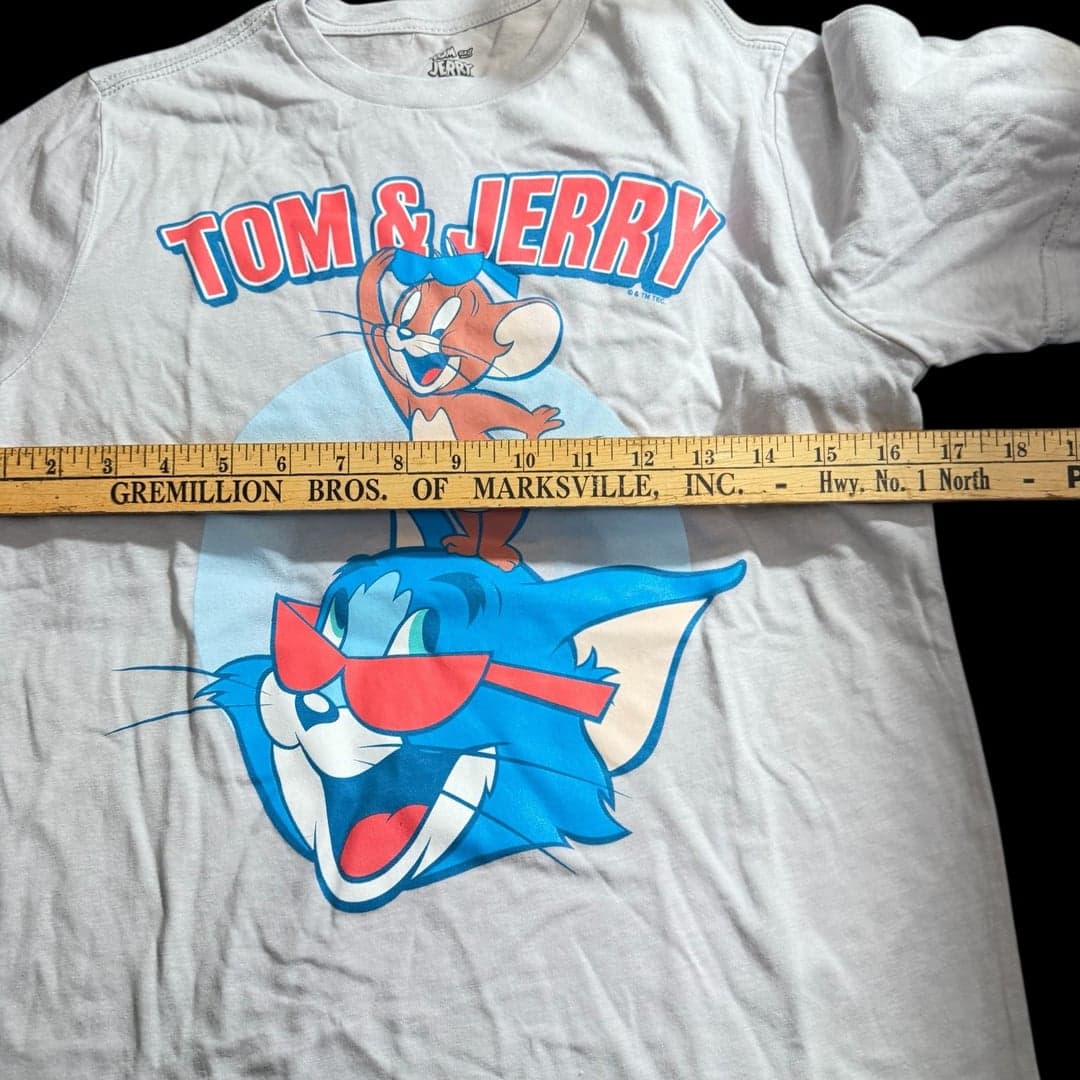 TOM AND
JERRY
TOM & JERRY
© & TM TEC.
2 3 4 5 6 7 8 9 10 11 12 13 14 15 16 17 18
GREMILLION BROS. OF MARKSVILLE, INC. - Hwy. No. 1 North - P